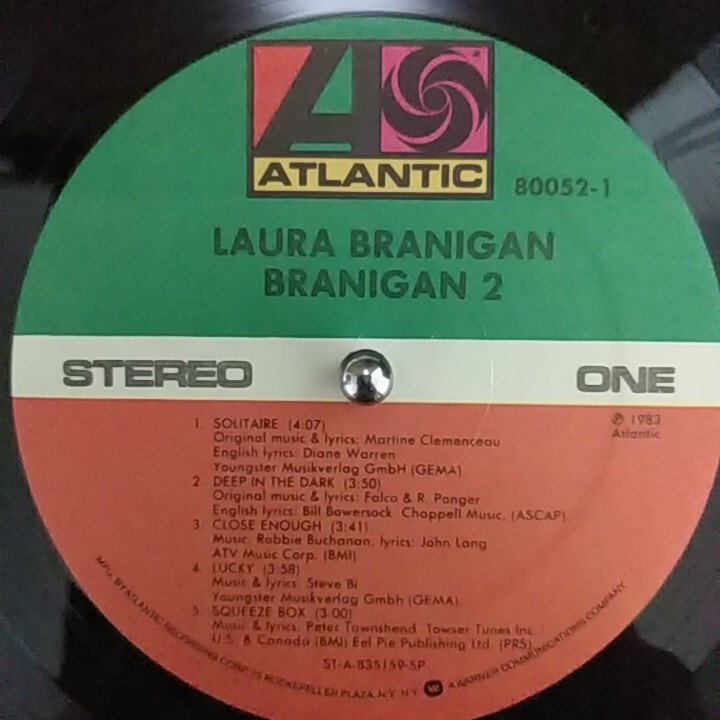 ATLANTIC
80052-1
LAURA BRANIGAN
BRANIGAN 2
STEREO ONE
℗ 1983
Atlantic
1. SOLITAIRE (4:07)
Original music & lyrics: Martine Clemenceau
English lyrics: Diane Warren
Youngster Musikverlag GmbH (GEMA)
2 DEEP IN THE DARK (3:50)
Original music & lyrics: Falco & R. Ponger
English lyrics: Bill Bowersock Chappell Music, (ASCAP)
3 CLOSE ENOUGH (3:41)
Music: Robbie Buchanan, lyrics: John Lang
ATV Music Corp. (BMI)
4 LUCKY (3:58)
Music & lyrics: Steve Bi
Youngster Musikverlag Gmbh (GEMA)
5 SQUEEZE BOX (3:00)
Music & lyrics: Peter Townshend Towser Tunes Inc./
U.S. & Canada (BMI) Eel Pie Publishing Ltd. (PRS)
ST-A-835159-SP
MFG. BY ATLANTIC RECORDING CORP. 75 ROCKEFELLER PLAZA, N.Y. N.Y. A WARNER COMMUNICATIONS COMPANY